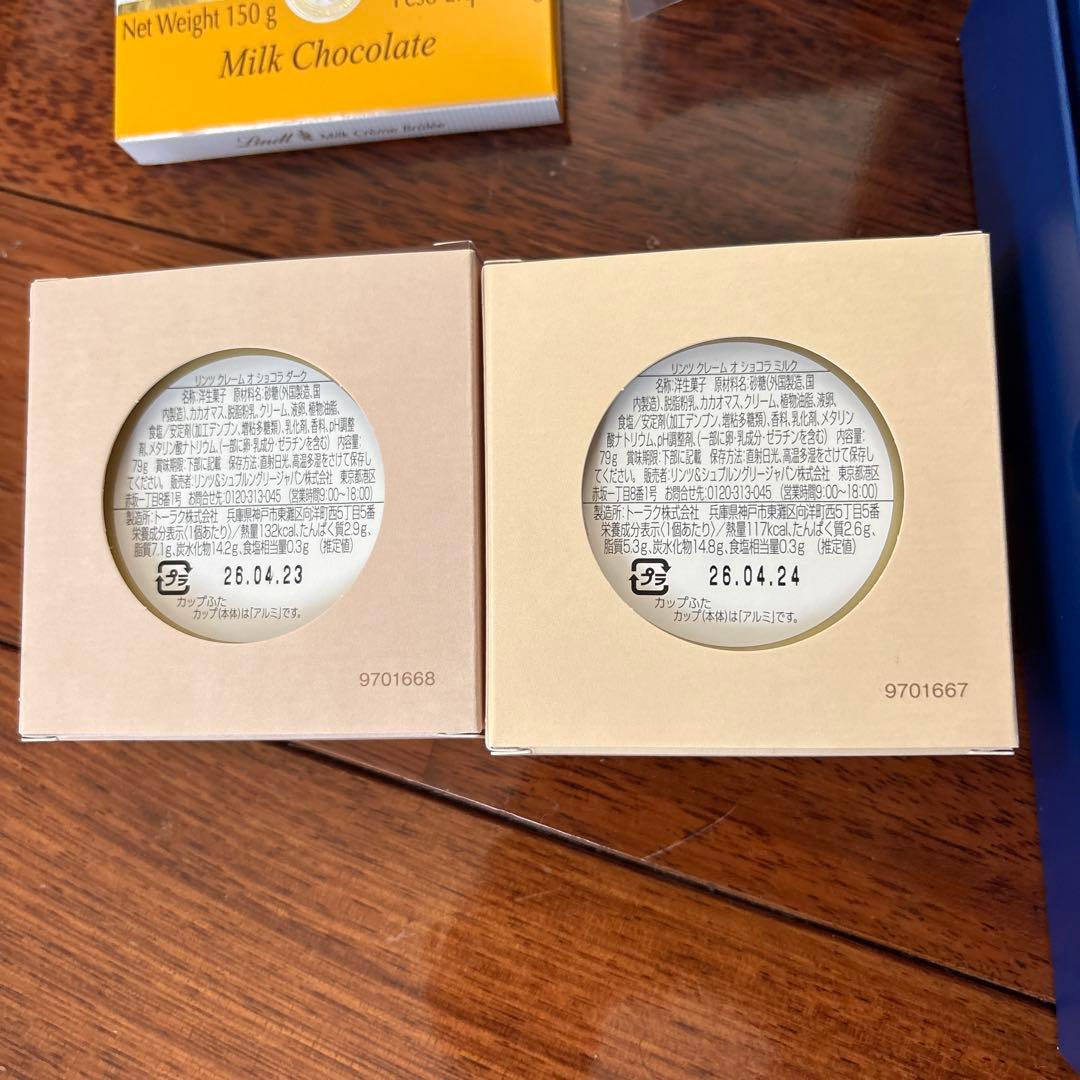 Net Weight 150 g
Milk Chocolate
Lindt Milk Crème Brûlée
リンツ クレーム オ ショコラ ダーク
名称:洋生菓子 原材料名:砂糖(外国製造、国
内製造)、カカオマス、脱脂粉乳、クリーム、液卵、植物油脂、
食塩/安定剤(加工デンプン、増粘多糖類)、香料、乳化剤、pH調整
剤、メタリン酸ナトリウム、(一部に卵・乳成分・ゼラチンを含む) 内容量:
79g 賞味期限:下部に記載 保存方法:直射日光、高温多湿をさけて保存し
てください。 販売者:リンツ&シュプルングリージャパン株式会社 東京都港区
赤坂一丁目8番1号 お問合せ先:0120-313-045 (営業時間9:00～18:00)
製造所:トーラク株式会社 兵庫県神戸市東灘区向洋町西5丁目5番
栄養成分表示〈1個あたり〉/熱量132kcal、たんぱく質2.9g、
脂質7.1g、炭水化物14.2g、食塩相当量0.3g (推定値)
プラ 26.04.23
カップふた
カップ(本体)は「アルミ」です。
9701668
リンツ クレーム オ ショコラ ミルク
名称:洋生菓子 原材料名:砂糖(外国製造、国
内製造)、脱脂粉乳、カカオマス、クリーム、植物油脂、液卵、
食塩/安定剤(加工デンプン、増粘多糖類)、香料、乳化剤、メタリン
酸ナトリウム、pH調整剤、(一部に卵・乳成分・ゼラチンを含む) 内容量:
79g 賞味期限:下部に記載 保存方法:直射日光、高温多湿をさけて保存し
てください。 販売者:リンツ&シュプルングリージャパン株式会社 東京都港区
赤坂一丁目8番1号 お問合せ先:0120-313-045 (営業時間9:00～18:00)
製造所:トーラク株式会社 兵庫県神戸市東灘区向洋町西5丁目5番
栄養成分表示〈1個あたり〉/熱量117kcal、たんぱく質2.6g、
脂質5.3g、炭水化物14.8g、食塩相当量0.3g (推定値)
プラ 26.04.24
カップふた
カップ(本体)は「アルミ」です。
9701667